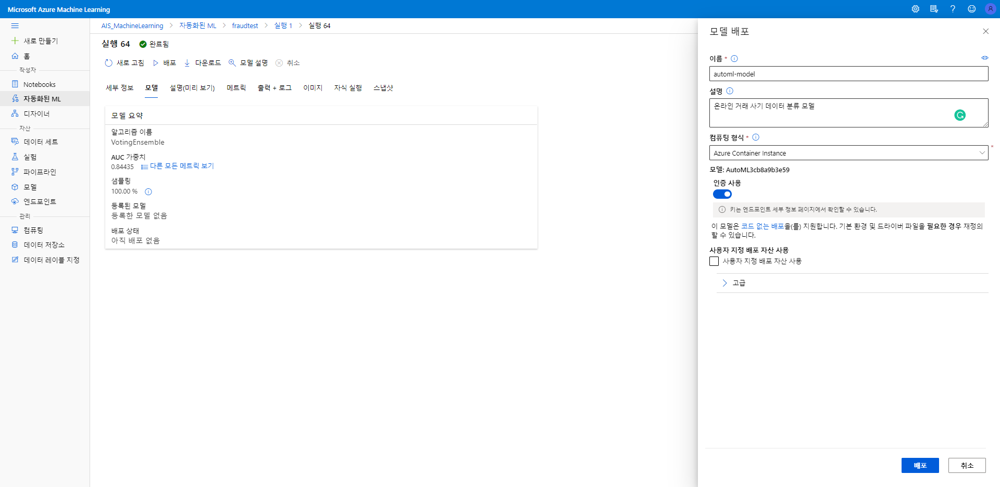 Microsoft Azure Machine Learning
새로 만들기
홈
작성자
Notebooks
자동화된 ML
디자이너
자산
데이터 세트
실험
파이프라인
모델
엔드포인트
관리
컴퓨팅
데이터 저장소
데이터 레이블 지정
AIS_MachineLearning > 자동화된 ML > fraudtest > 실행 1 > 실행 64
실행 64 완료됨
새로 고침 배포 다운로드 모델 설명 취소
세부 정보 모델 설명(미리 보기) 메트릭 출력 + 로그 이미지 자식 실행 스냅샷
모델 요약
알고리즘 이름
VotingEnsemble
AUC 가중치
0.84435 다른 모든 메트릭 보기
샘플링
100.00 %
등록된 모델
등록한 모델 없음
배포 상태
아직 배포 없음
모델 배포
이름 *
automl-model
설명
온라인 거래 사기 데이터 분류 모델
컴퓨팅 형식 *
Azure Container Instance *
모델: AutoML3cb8a9b3e59
인증 사용
키는 엔드포인트 세부 정보 페이지에서 확인할 수 있습니다.
이 모델은 코드 없는 배포을(를) 지원합니다. 기본 환경 및 드라이버 파일을 필요한 경우 재정의
할 수 있습니다.
사용자 지정 배포 자산 사용
사용자 지정 배포 자산 사용
고급
배포 취소